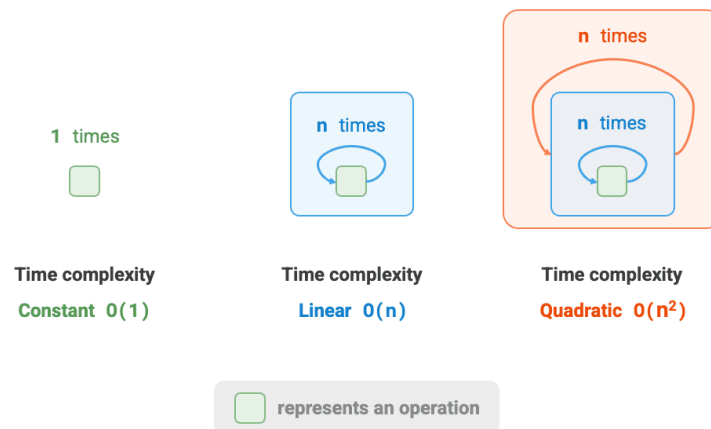 1 times
n times
n times
n times
Time complexity
Constant O(1)
Time complexity
Linear O(n)
Time complexity
Quadratic O(n²)
represents an operation